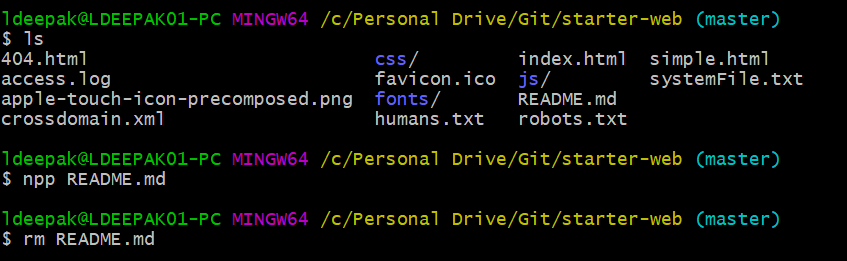 ldeepak@LDEEPAK01-PC MINGW64 /c/Personal Drive/Git/starter-web (master)
$ ls
404.html css/ index.html simple.html
access.log favicon.ico js/ systemFile.txt
apple-touch-icon-precomposed.png fonts/ README.md
crossdomain.xml humans.txt robots.txt
ldeepak@LDEEPAK01-PC MINGW64 /c/Personal Drive/Git/starter-web (master)
$ npp README.md
ldeepak@LDEEPAK01-PC MINGW64 /c/Personal Drive/Git/starter-web (master)
$ rm README.md